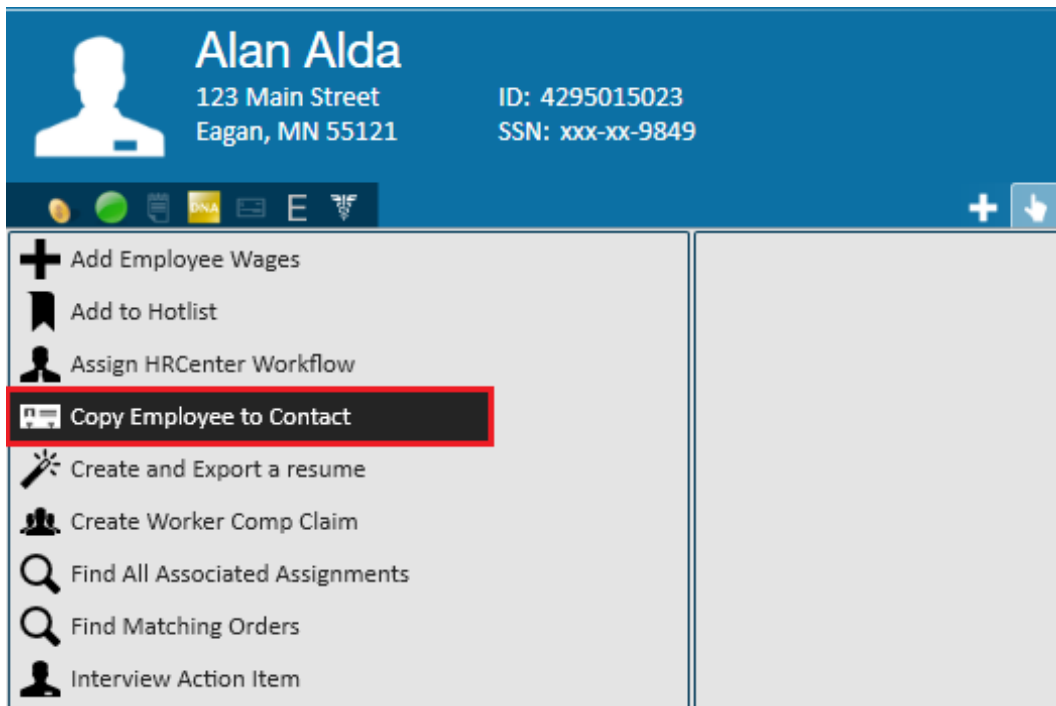 Alan Alda
123 Main Street
ID: 4295015023
Eagan, MN 55121
SSN: xxx-xx-9849
DNA
E
Add Employee Wages
Add to Hotlist
Assign HRCenter Workflow
Copy Employee to Contact
Create and Export a resume
Create Worker Comp Claim
Find All Associated Assignments
Find Matching Orders
Interview Action Item